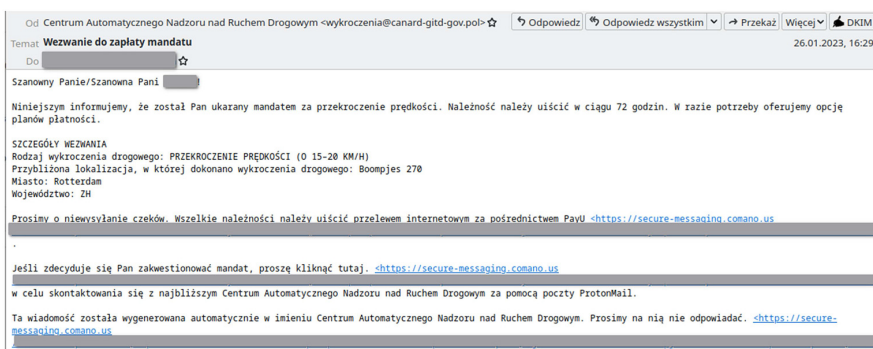 Od Centrum Automatycznego Nadzoru nad Ruchem Drogowym <wykroczenia@canard-gitd-gov.pol> Odpowiedz Odpowiedz wszystkim Przekaż Więcej DKIM
Temat Wezwanie do zapłaty mandatu 26.01.2023, 16:29
Do
Szanowny Panie/Szanowna Pani !
Niniejszym informujemy, że został Pan ukarany mandatem za przekroczenie prędkości. Należność należy uiścić w ciągu 72 godzin. W razie potrzeby oferujemy opcję
planów płatności.
SZCZEGÓŁY WEZWANIA
Rodzaj wykroczenia drogowego: PRZEKROCZENIE PRĘDKOŚCI (O 15-20 KM/H)
Przybliżona lokalizacja, w której dokonano wykroczenia drogowego: Boompjes 270
Miasto: Rotterdam
Województwo: ZH
Prosimy o niewysyłanie czeków. Wszelkie należności należy uiścić przelewem internetowym za pośrednictwem PayU <https://secure-messaging.comano.us
.
Jeśli zdecyduje się Pan zakwestionować mandat, proszę kliknąć tutaj. <https://secure-messaging.comano.us
w celu skontaktowania się z najbliższym Centrum Automatycznego Nadzoru nad Ruchem Drogowym za pomocą poczty ProtonMail.
Ta wiadomość została wygenerowana automatycznie w imieniu Centrum Automatycznego Nadzoru nad Ruchem Drogowym. Prosimy na nią nie odpowiadać. <https://secure-
messaging.comano.us